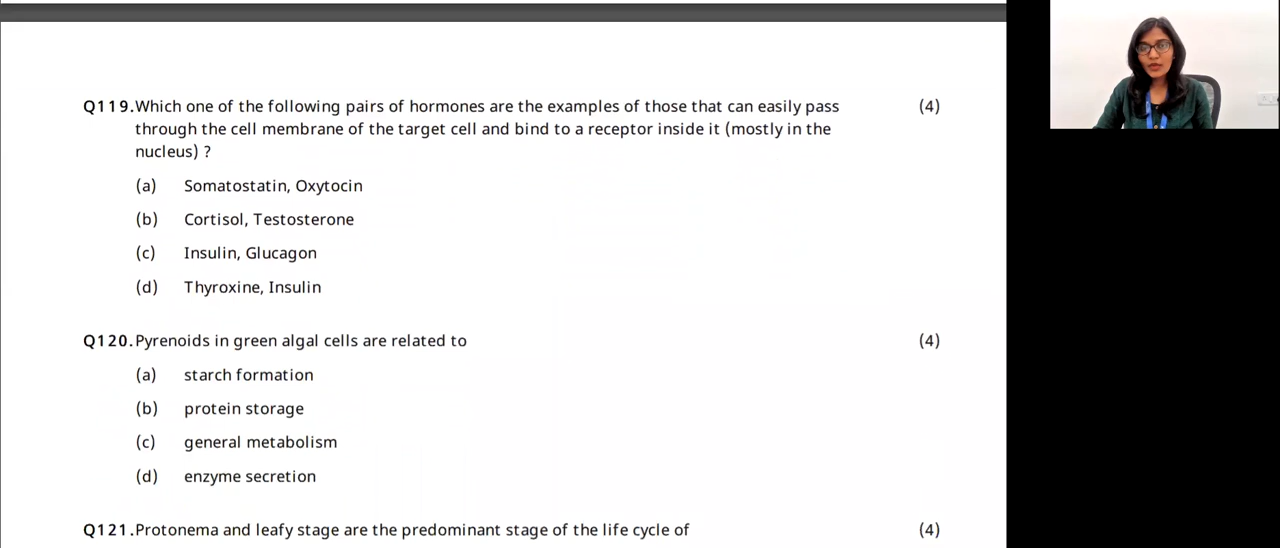 Q119. Which one of the following pairs of hormones are the examples of those that can easily pass (4)
through the cell membrane of the target cell and bind to a receptor inside it (mostly in the
nucleus) ?
(a) Somatostatin, Oxytocin
(b) Cortisol, Testosterone
(c) Insulin, Glucagon
(d) Thyroxine, Insulin
Q120. Pyrenoids in green algal cells are related to (4)
(a) starch formation
(b) protein storage
(c) general metabolism
(d) enzyme secretion
Q121. Protonema and leafy stage are the predominant stage of the life cycle of (4)